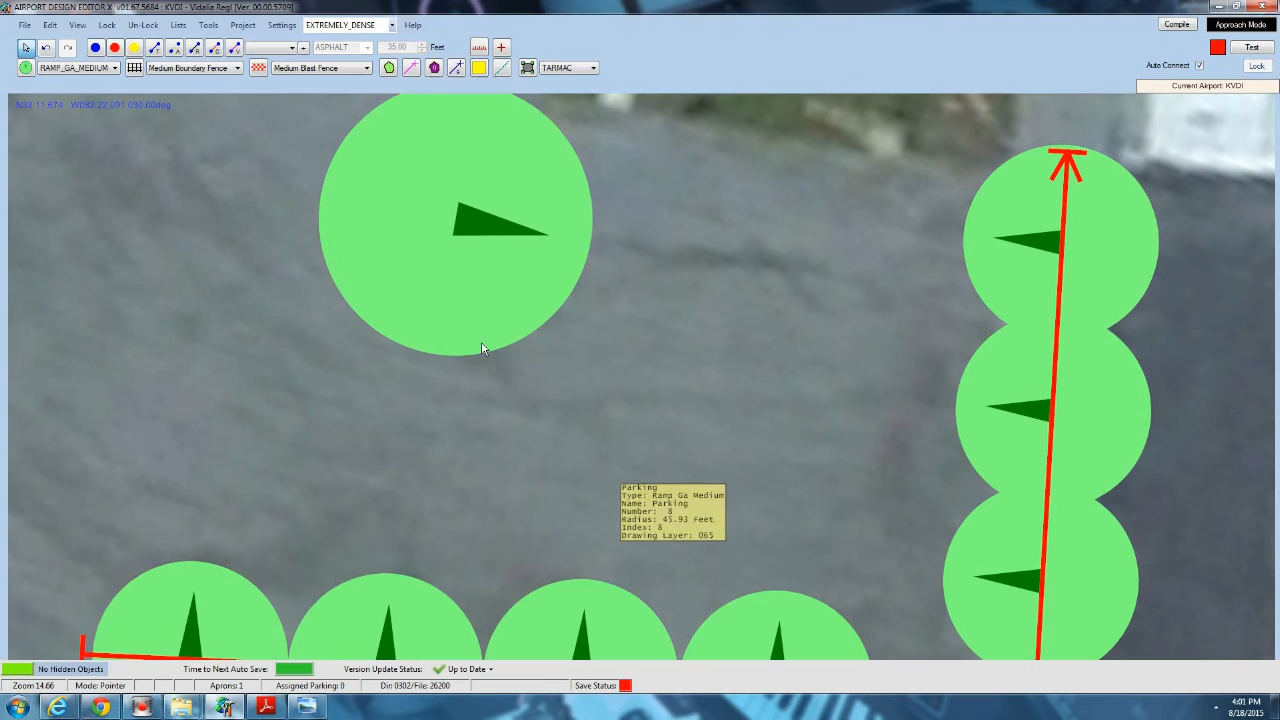 AIRPORT DESIGN EDITOR X v01.67.5684 : KVDI - Vidalia Reg| [Ver. 00.00.5709]
File Edit View Lock Un-Lock Lists Tools Project Settings EXTREMELY_DENSE Help
Compile Approach Mode
ASPHALT 35.00 Feet
Test
RAMP_GA_MEDIUM Medium Boundary Fence Medium Blast Fence TARMAC
Auto Connect Lock
Current Airport: KVDI
N32 11.674 W082:22.091 030.00deg
Parking
Type: Ramp Ga Medium
Name: Parking
Number: 8
Radius: 45.93 Feet
Index: 8
Drawing Layer: 065
No Hidden Objects Time to Next Auto Save: Version Update Status: Up to Date
Zoom 14.66 Mode: Pointer Aprons: 1 Assigned Parking: 0 Dir: 0302/File: 26200 Save Status:
4:01 PM
8/18/2015